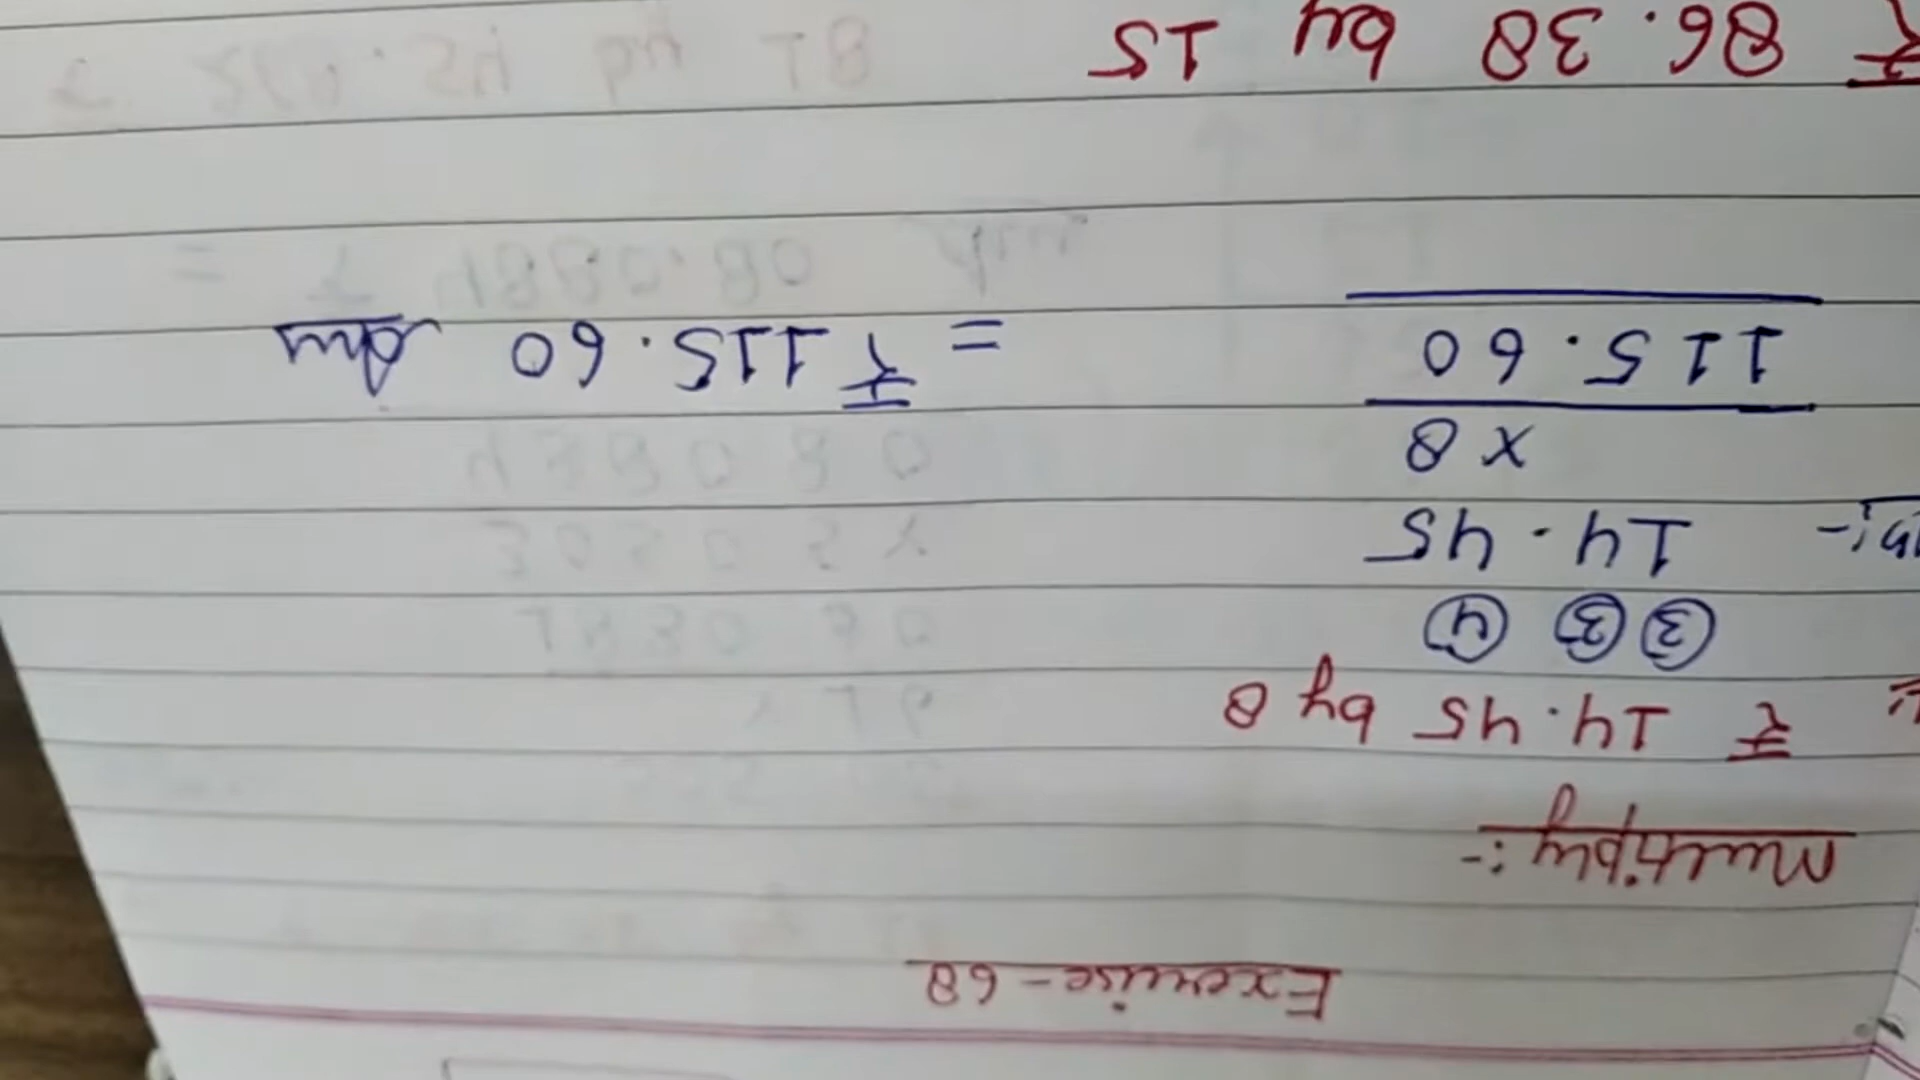 Exercise - 68
Multiply :-
₹ 14.45 by 8
③ ③ ④
14.45
x 8
115.60 = ₹ 115.60 Ans
₹ 86.38 by 15